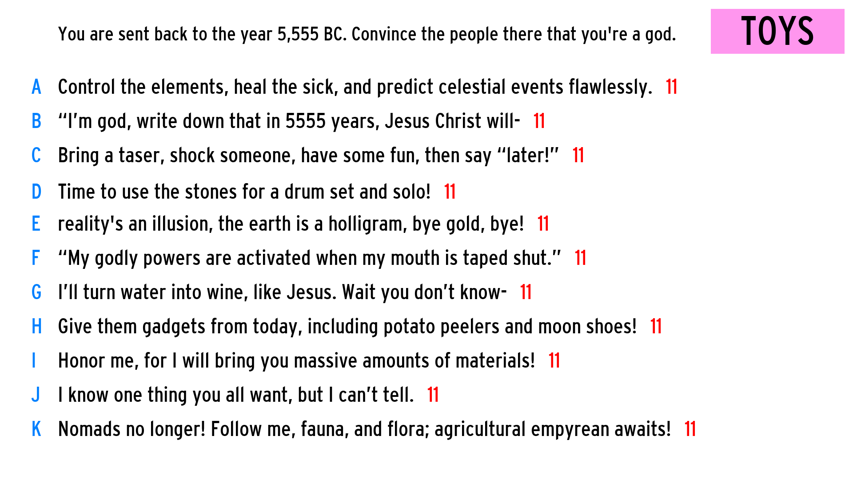 You are sent back to the year 5,555 BC. Convince the people there that you're a god.
TOYS
A Control the elements, heal the sick, and predict celestial events flawlessly. 11
B “I’m god, write down that in 5555 years, Jesus Christ will- 11
C Bring a taser, shock someone, have some fun, then say “later!” 11
D Time to use the stones for a drum set and solo! 11
E reality's an illusion, the earth is a holligram, bye gold, bye! 11
F “My godly powers are activated when my mouth is taped shut.” 11
G I’ll turn water into wine, like Jesus. Wait you don’t know- 11
H Give them gadgets from today, including potato peelers and moon shoes! 11
I Honor me, for I will bring you massive amounts of materials! 11
J I know one thing you all want, but I can’t tell. 11
K Nomads no longer! Follow me, fauna, and flora; agricultural empyrean awaits! 11